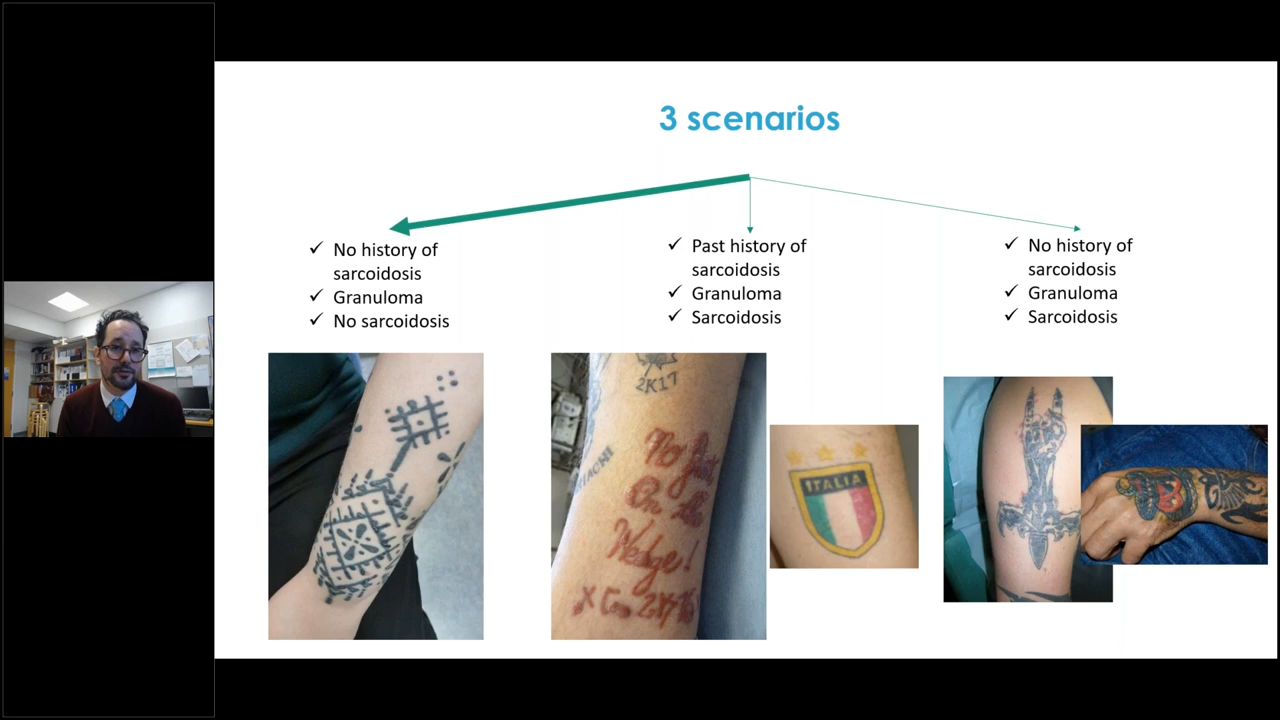 3 scenarios
✓ No history of
sarcoidosis
✓ Granuloma
✓ No sarcoidosis
✓ Past history of
sarcoidosis
✓ Granuloma
✓ Sarcoidosis
✓ No history of
sarcoidosis
✓ Granuloma
✓ Sarcoidosis
2K17
No
On
Wedge!
ITALIA